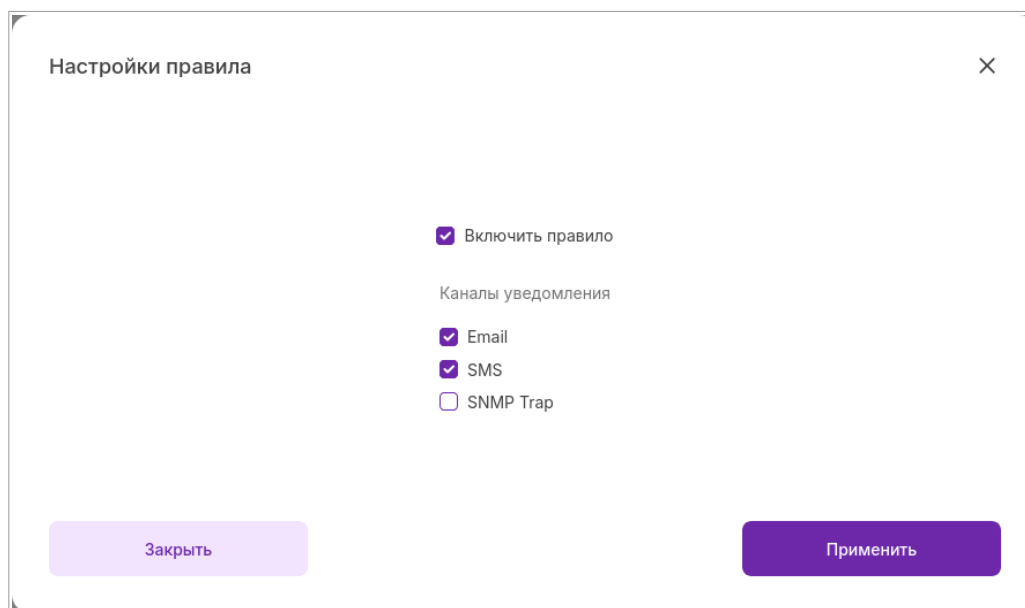 Настройки правила
Включить правило
Каналы уведомления
Email
SMS
SNMP Trap
Закрыть
Применить